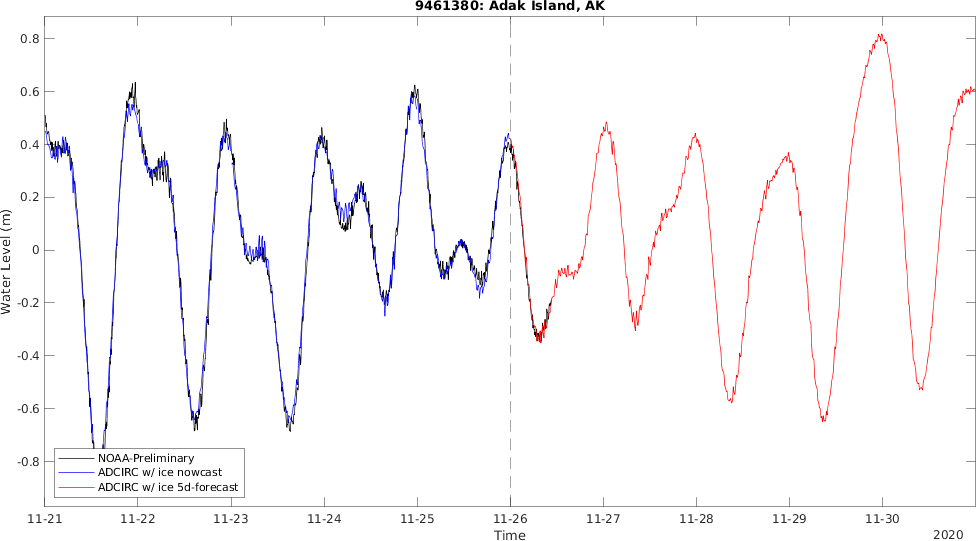 9461380: Adak Island, AK
Water Level (m)
0.8
0.6
0.4
0.2
0
-0.2
-0.4
-0.6
-0.8
NOAA-Preliminary
ADCIRC w/ ice nowcast
ADCIRC w/ ice 5d-forecast
11-21 11-22 11-23 11-24 11-25 11-26 11-27 11-28 11-29 11-30
Time
2020